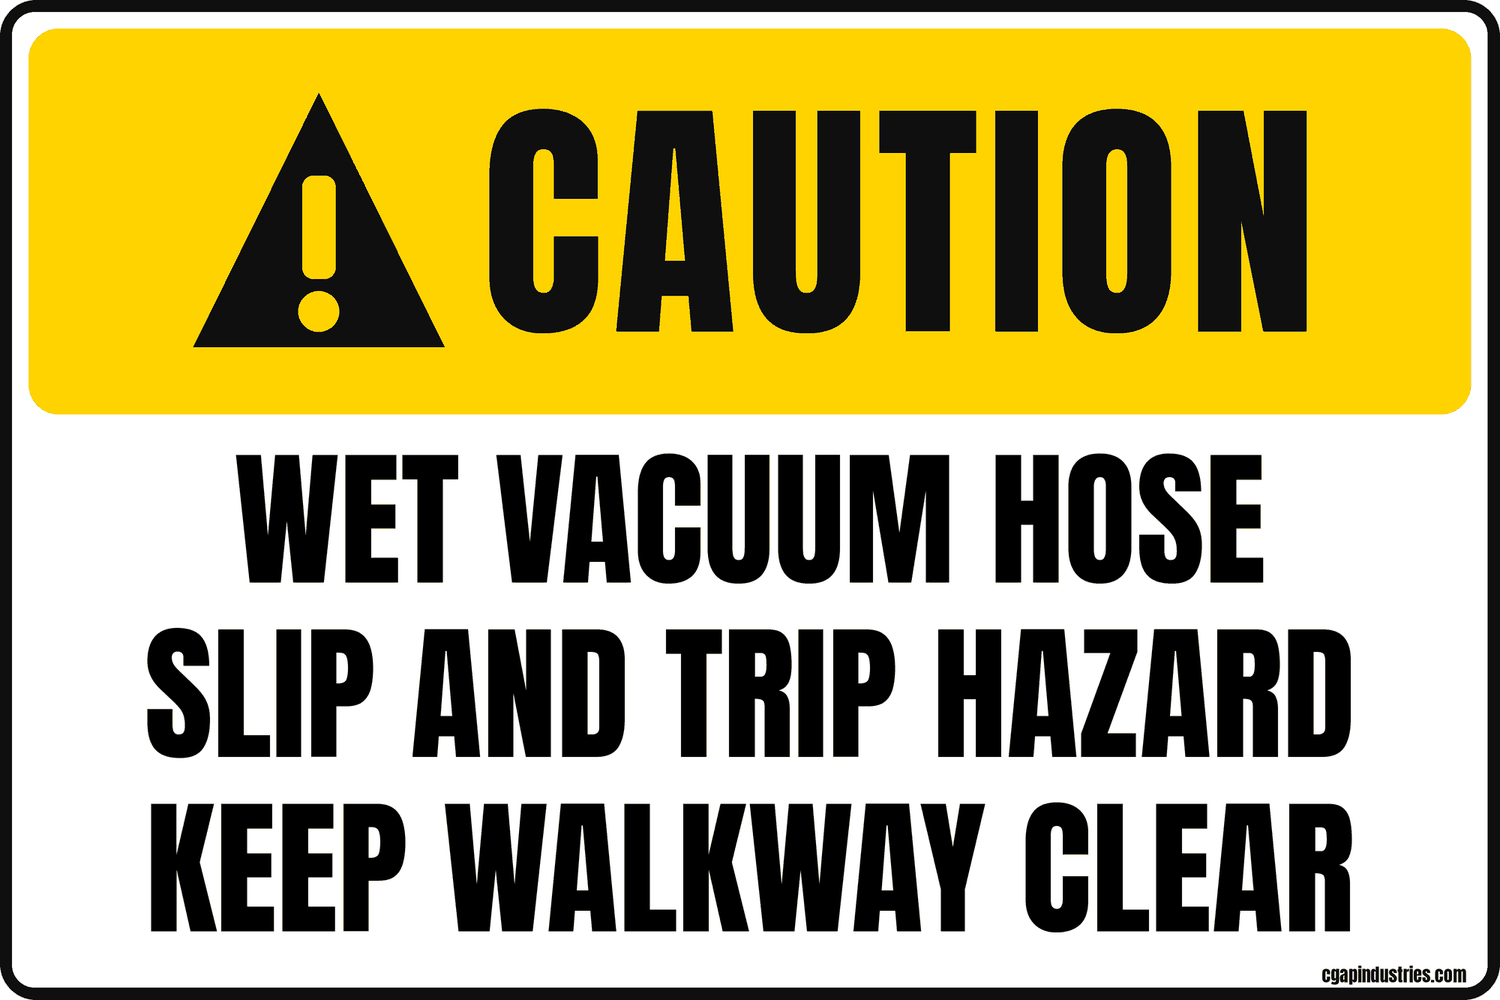 CAUTION
WET VACUUM HOSE
SLIP AND TRIP HAZARD
KEEP WALKWAY CLEAR
cgapindustries.com